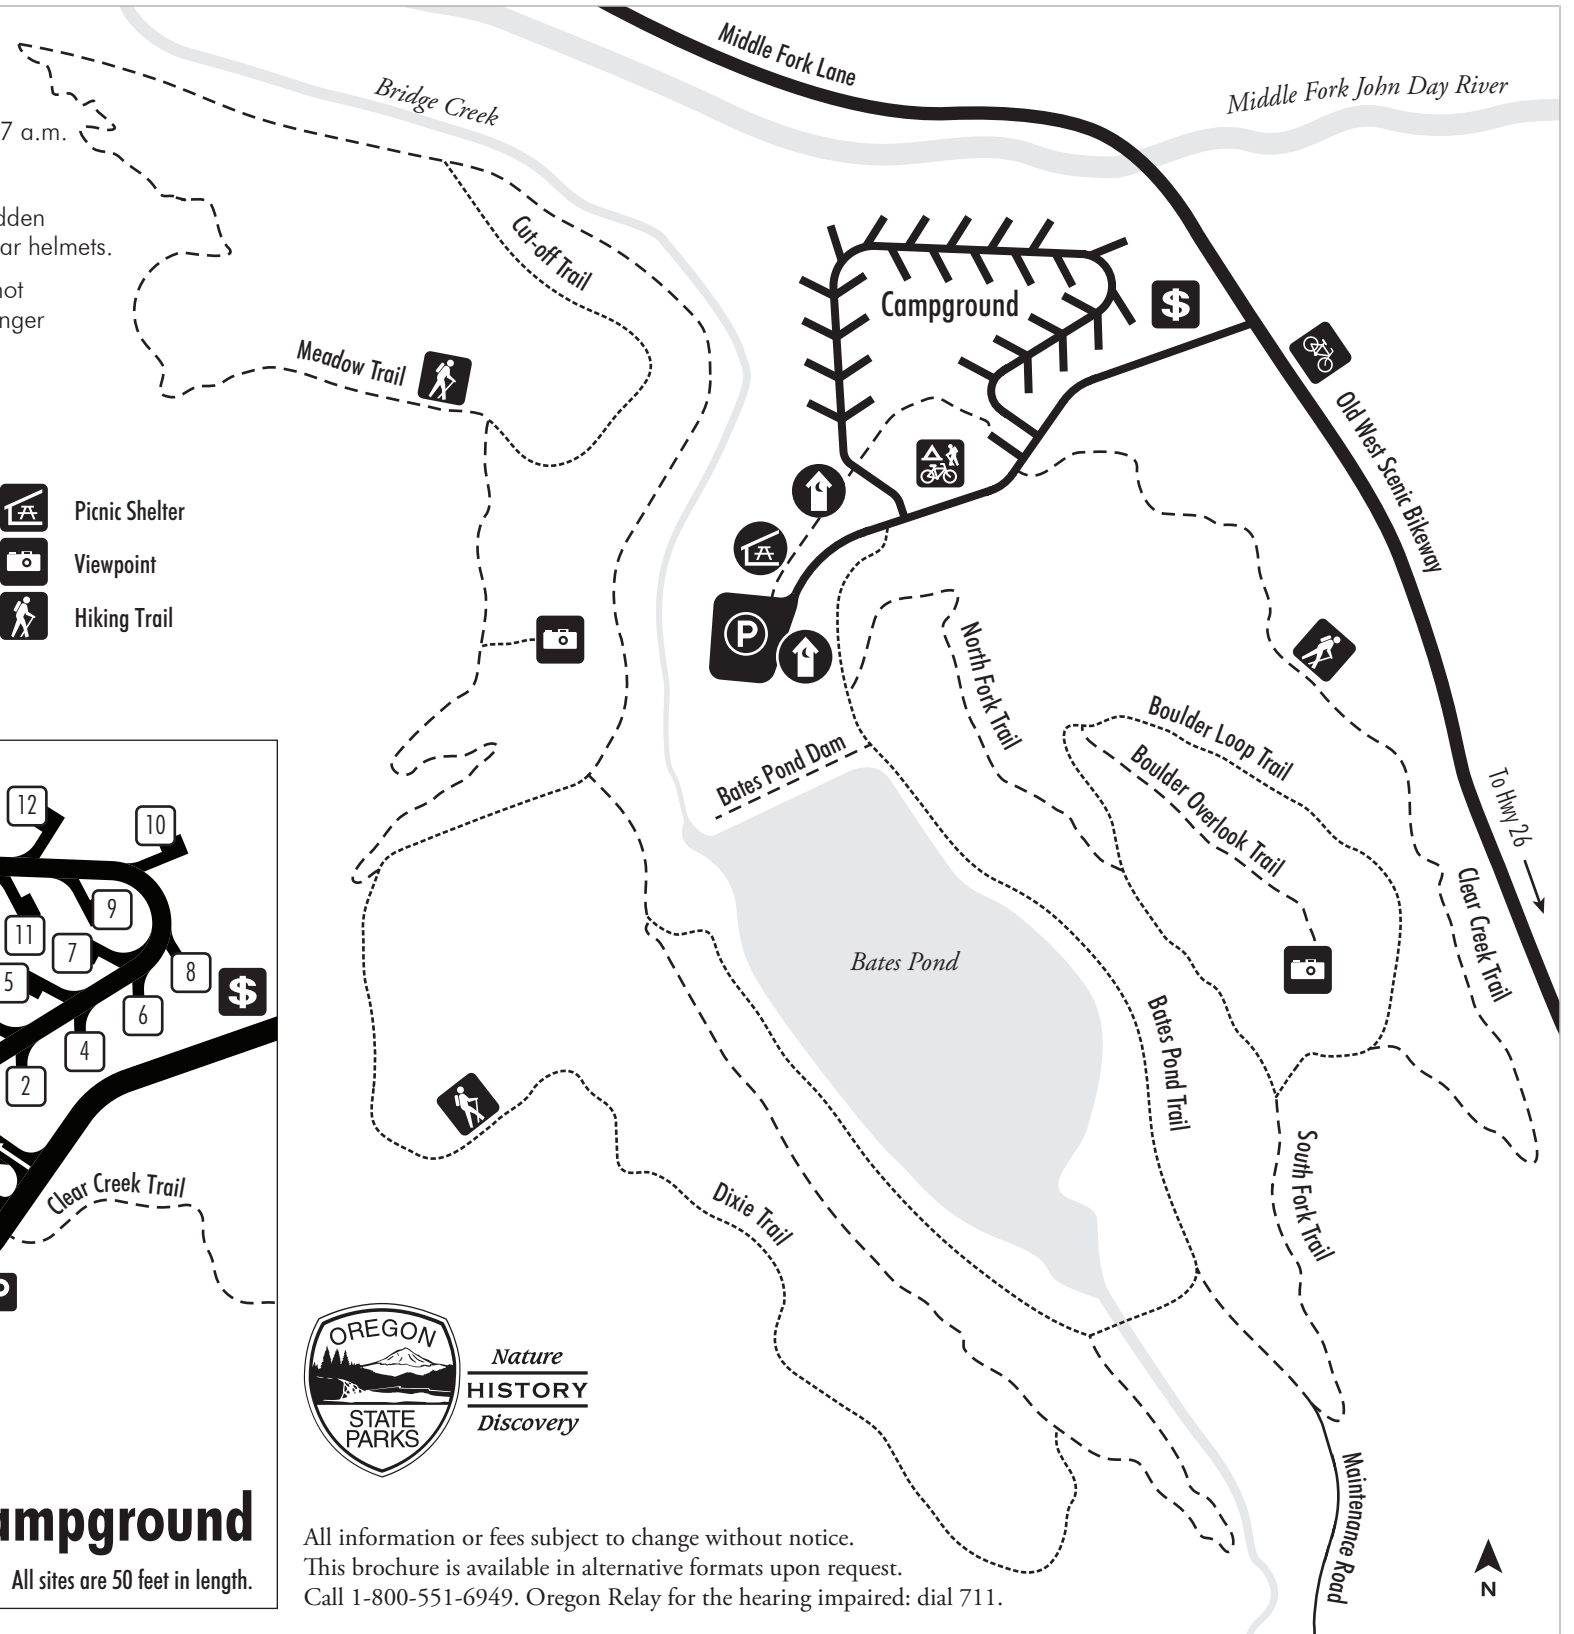 Middle Fork Lane
Bridge Creek
Middle Fork John Day River
7 a.m.
Cut-off Trail
ar helmets.
Campground
$
Meadow Trail
Old West Scenic Bikeway
Picnic Shelter
Viewpoint
Hiking Trail
P
North Fork Trail
Boulder Loop Trail
Bates Pond Dam
Boulder Overlook Trail
To Hwy 26
12
10
9
11
7
8
5
$
6
4
2
Clear Creek Trail
Bates Pond
Bates Pond Trail
Clear Creek Trail
South Fork Trail
Dixie Trail
OREGON
STATE
PARKS
Nature
HISTORY
Discovery
Maintenance Road
ampground
All sites are 50 feet in length.
All information or fees subject to change without notice.
This brochure is available in alternative formats upon request.
Call 1-800-551-6949. Oregon Relay for the hearing impaired: dial 711.
N